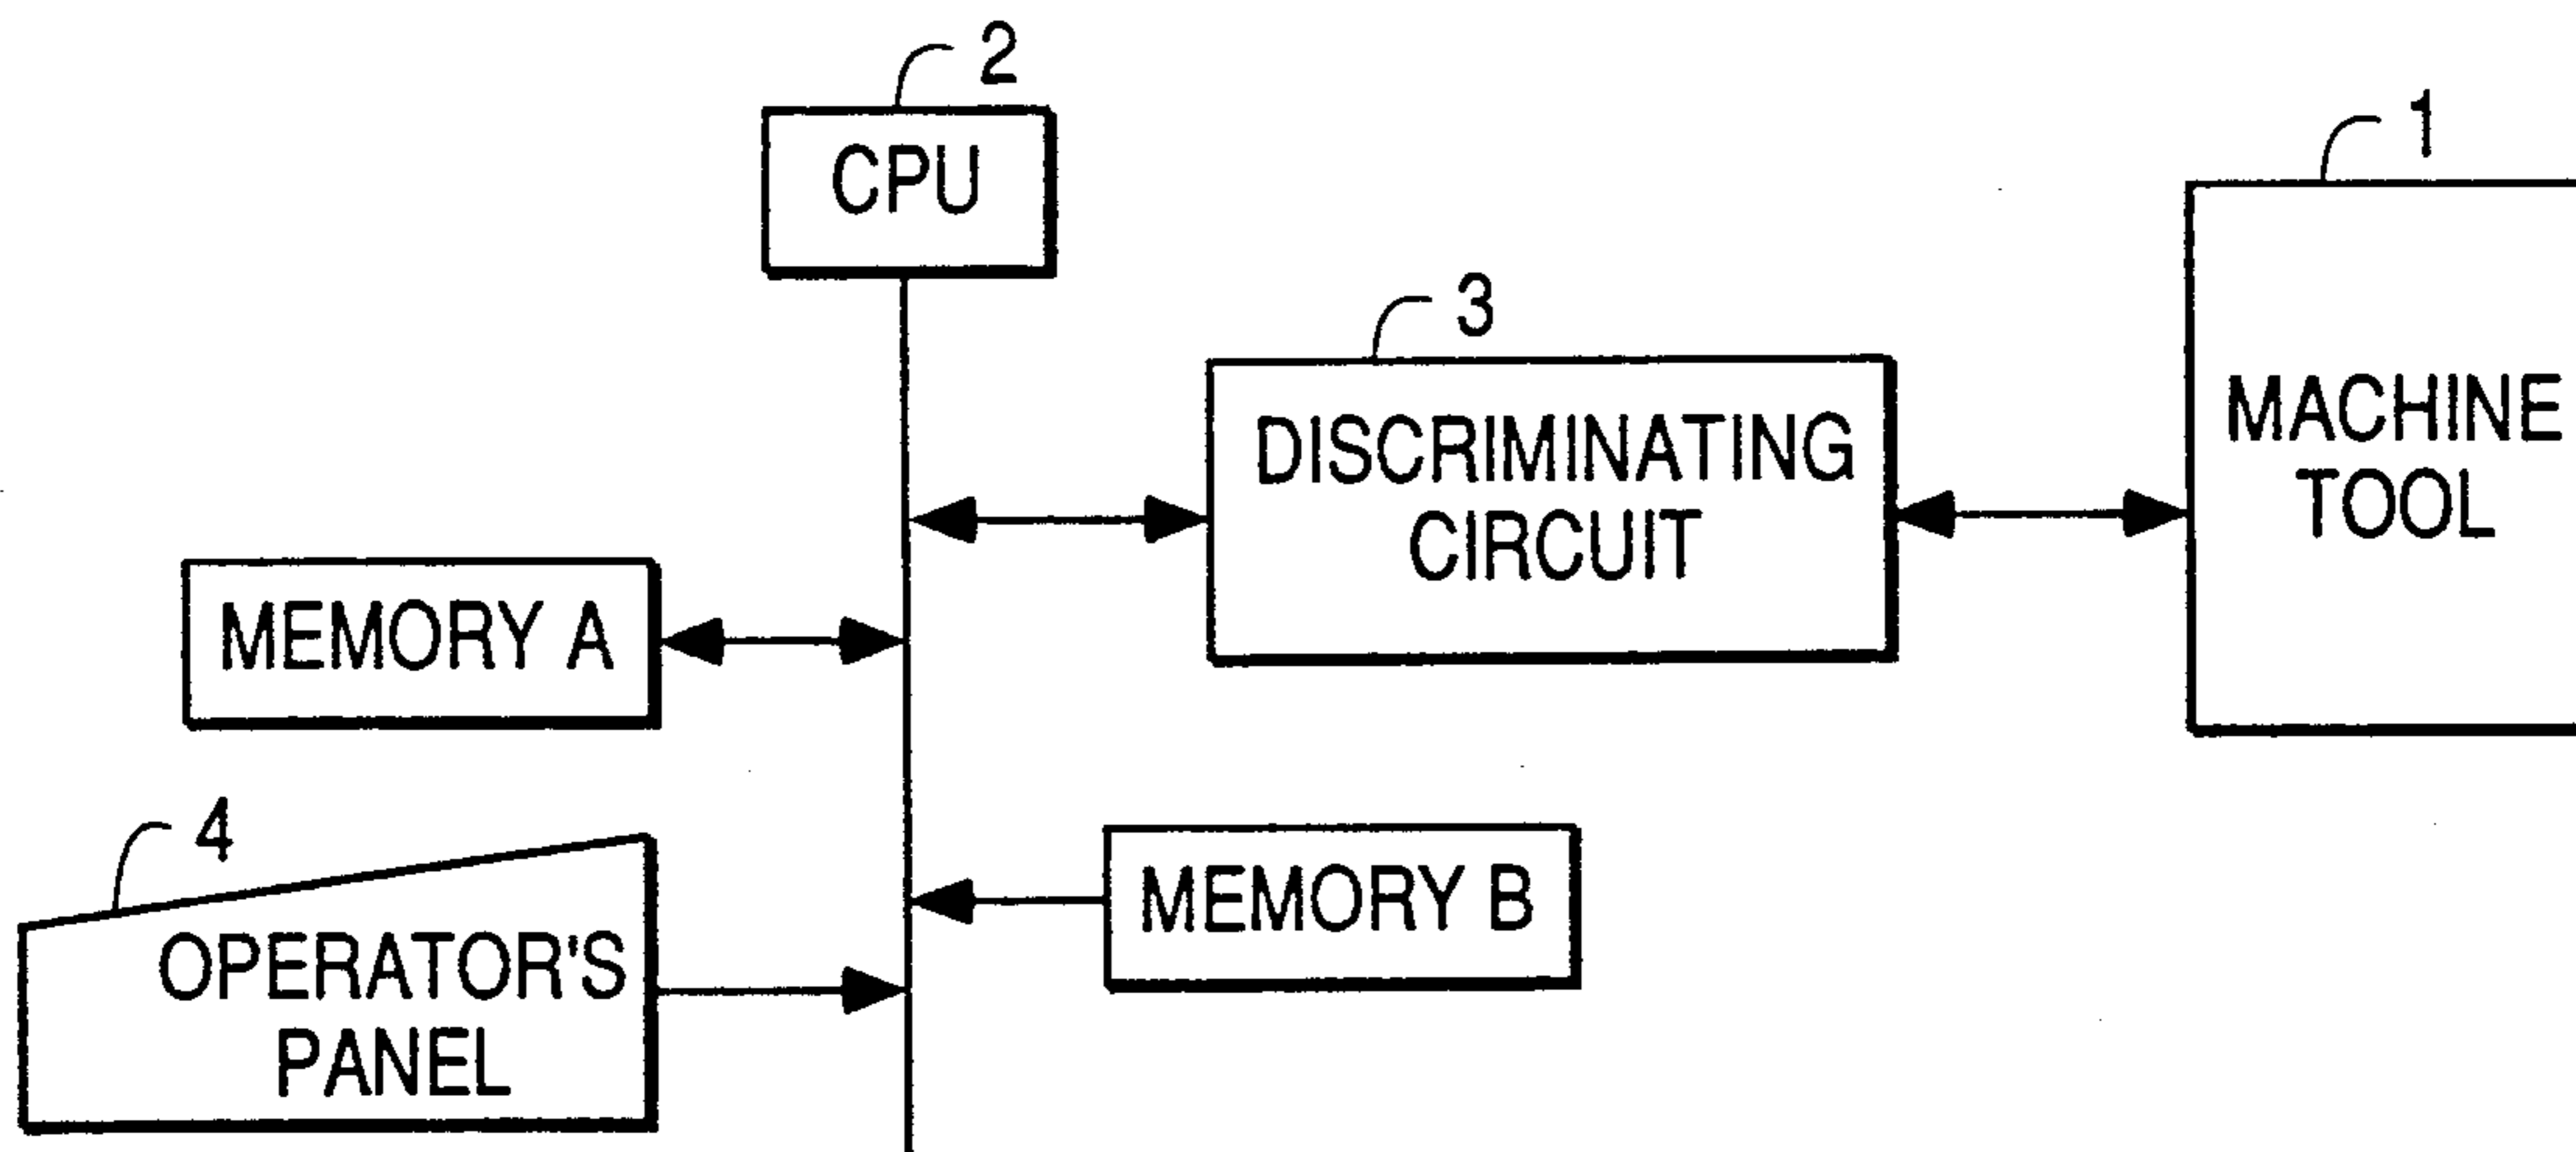 2
CPU
1
MACHINE
TOOL
3
DISCRIMINATING
CIRCUIT
MEMORY A
4
OPERATOR'S
PANEL
MEMORY B